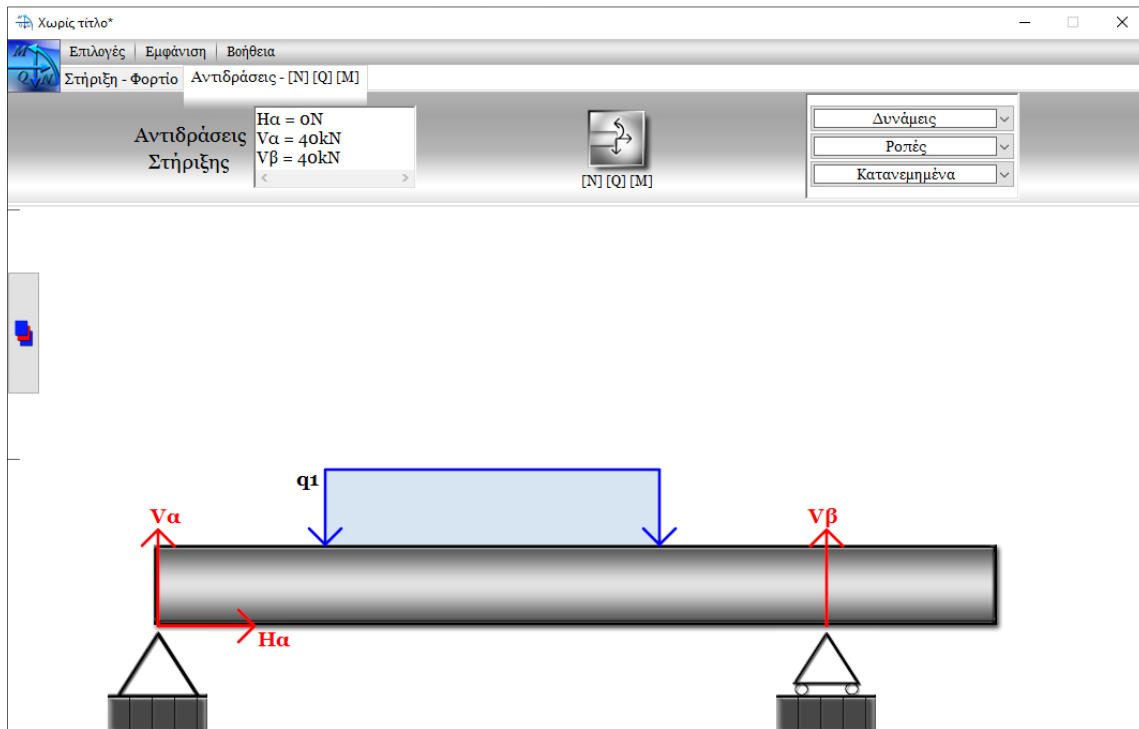 Χωρίς τίτλο*
M
Q N
Επιλογές Εμφάνιση Βοήθεια
Στήριξη - Φορτίο Αντιδράσεις - [N] [Q] [M]
Αντιδράσεις
Στήριξης
Hα = 0N
Vα = 40kN
Vβ = 40kN
[N] [Q] [M]
Δυνάμεις
Ροπές
Κατανεμημένα
q1
Vα
Vβ
Hα